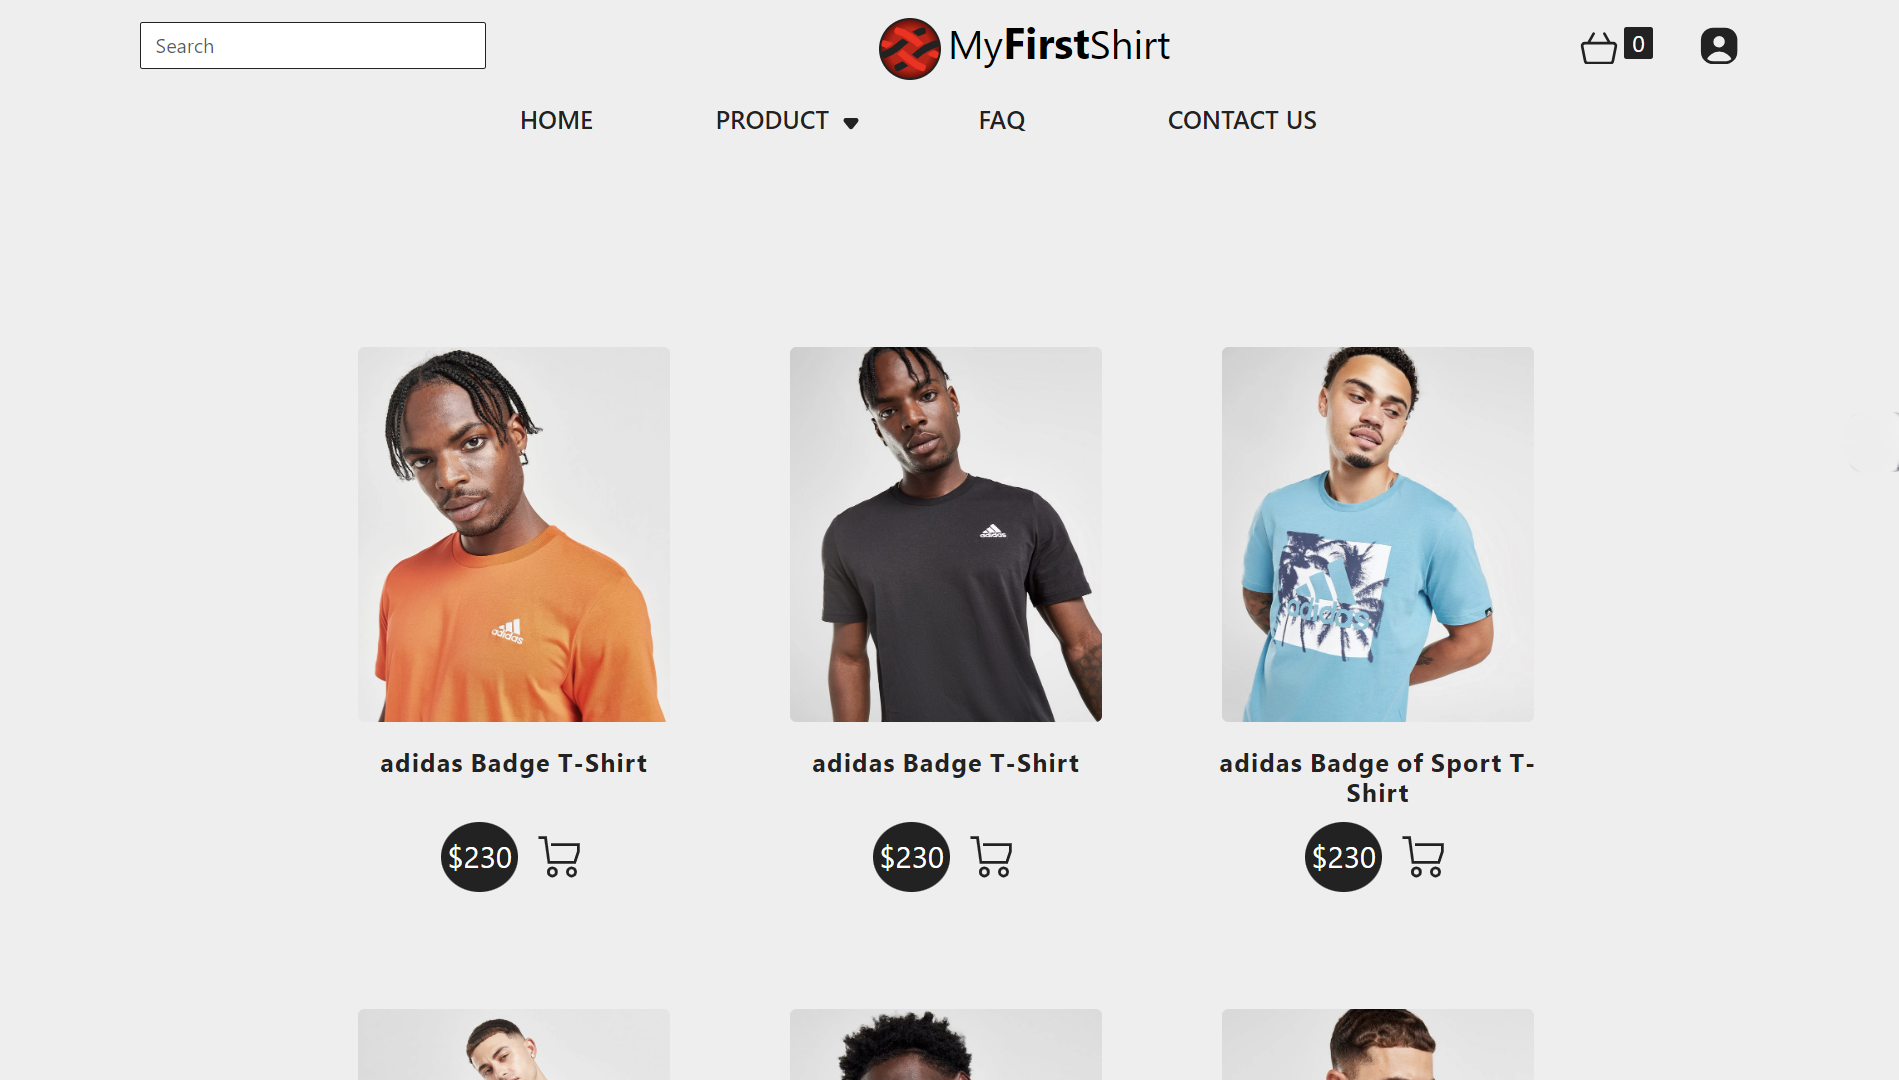 Search
MyFirstShirt
0
HOME
PRODUCT
FAQ
CONTACT US
adidas
adidas
adidas
adidas Badge T-Shirt
adidas Badge T-Shirt
adidas Badge of Sport T-
Shirt
$230
$230
$230